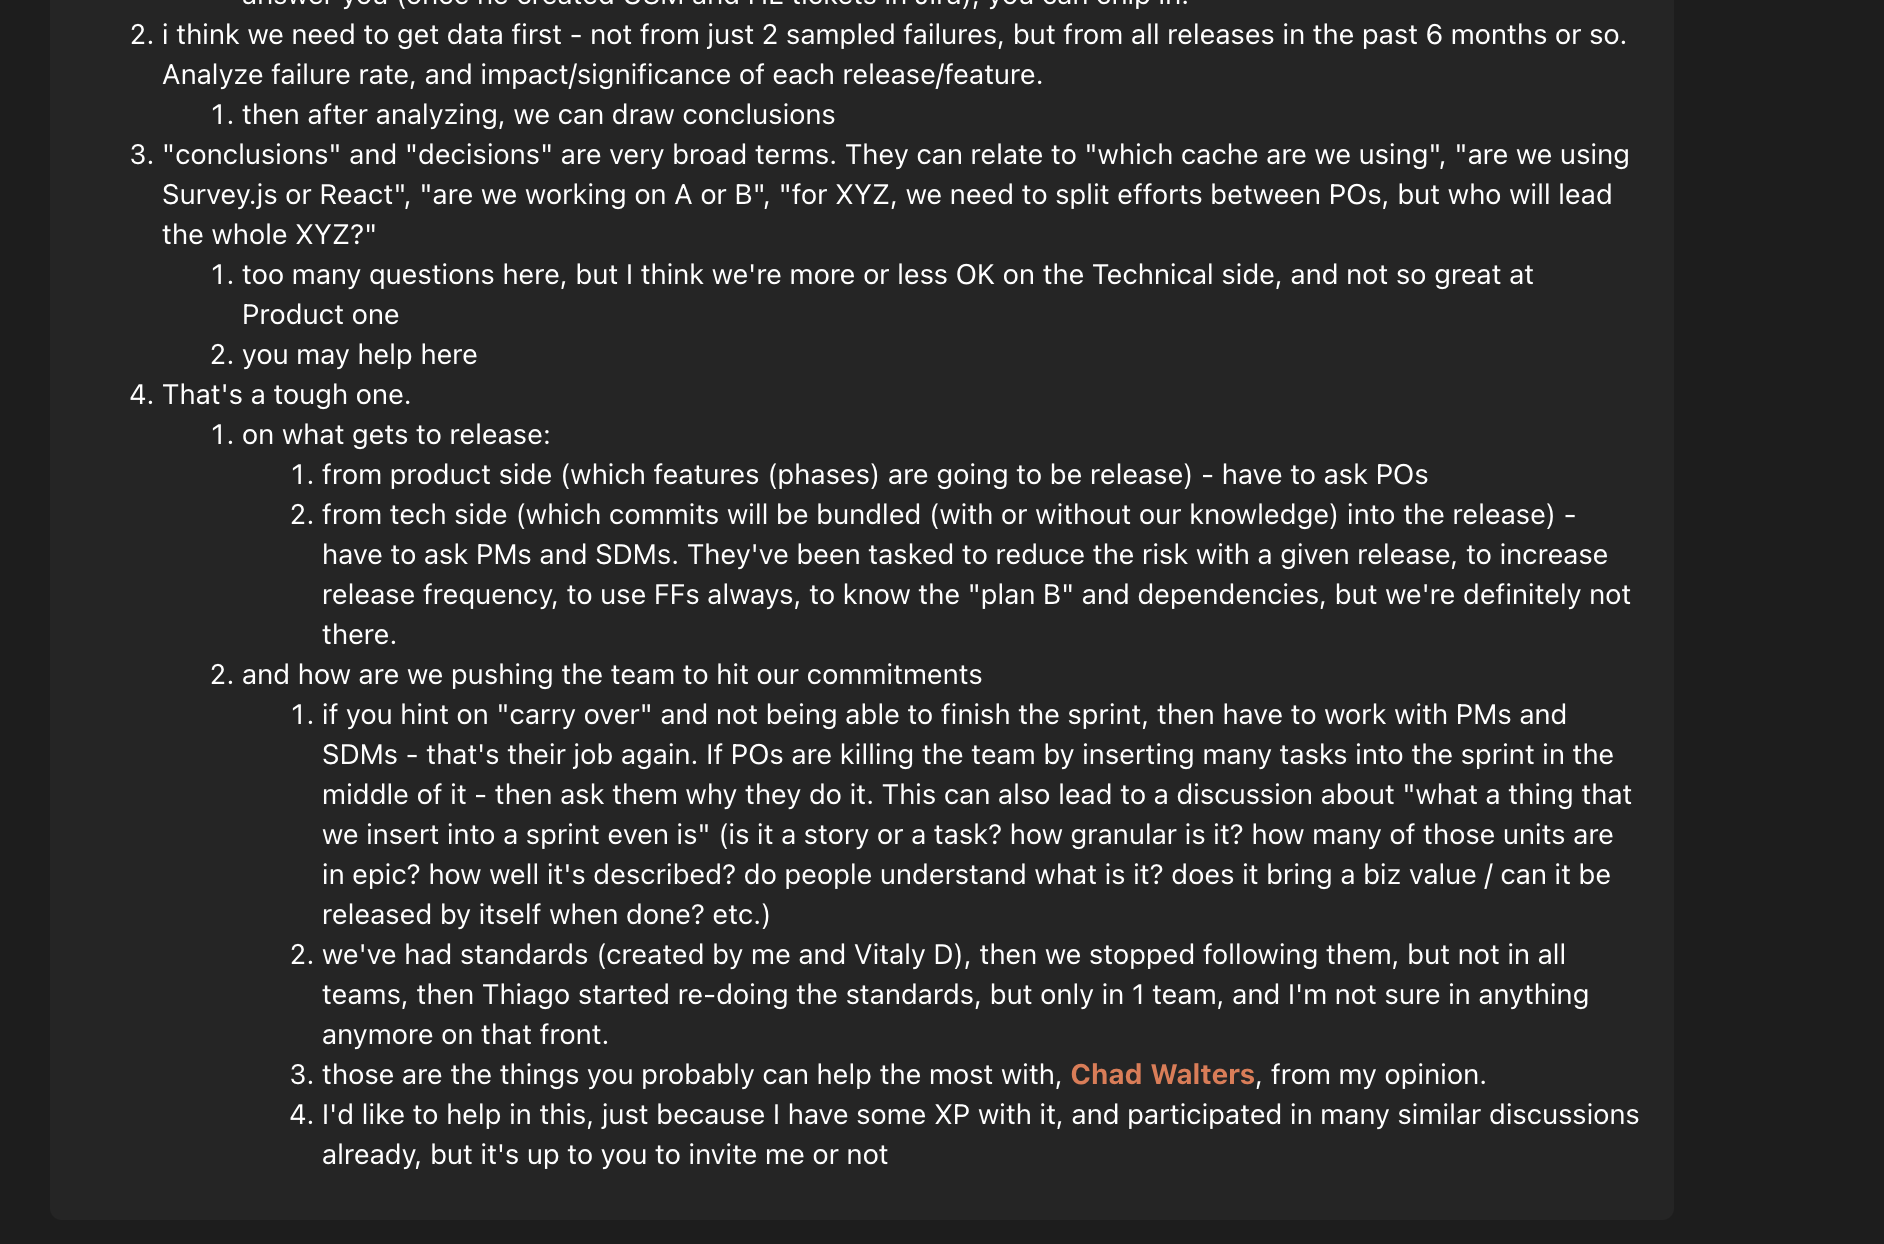 answer you (once he created CSM and HL tickets in Jira), you can chip in.
2. i think we need to get data first - not from just 2 sampled failures, but from all releases in the past 6 months or so.
Analyze failure rate, and impact/significance of each release/feature.
1. then after analyzing, we can draw conclusions
3. "conclusions" and "decisions" are very broad terms. They can relate to "which cache are we using", "are we using
Survey.js or React", "are we working on A or B", "for XYZ, we need to split efforts between POs, but who will lead
the whole XYZ?"
1. too many questions here, but I think we're more or less OK on the Technical side, and not so great at
Product one
2. you may help here
4. That's a tough one.
1. on what gets to release:
1. from product side (which features (phases) are going to be release) - have to ask POs
2. from tech side (which commits will be bundled (with or without our knowledge) into the release) -
have to ask PMs and SDMs. They've been tasked to reduce the risk with a given release, to increase
release frequency, to use FFs always, to know the "plan B" and dependencies, but we're definitely not
there.
2. and how are we pushing the team to hit our commitments
1. if you hint on "carry over" and not being able to finish the sprint, then have to work with PMs and
SDMs - that's their job again. If POs are killing the team by inserting many tasks into the sprint in the
middle of it - then ask them why they do it. This can also lead to a discussion about "what a thing that
we insert into a sprint even is" (is it a story or a task? how granular is it? how many of those units are
in epic? how well it's described? do people understand what is it? does it bring a biz value / can it be
released by itself when done? etc.)
2. we've had standards (created by me and Vitaly D), then we stopped following them, but not in all
teams, then Thiago started re-doing the standards, but only in 1 team, and I'm not sure in anything
anymore on that front.
3. those are the things you probably can help the most with, Chad Walters, from my opinion.
4. I'd like to help in this, just because I have some XP with it, and participated in many similar discussions
already, but it's up to you to invite me or not